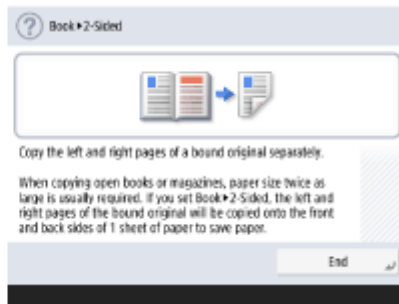 ? Book▶2-Sided
Copy the left and right pages of a bound original separately.
When copying open books or magazines, paper size twice as
large is usually required. If you set Book▶2-Sided, the left and
right pages of the bound original will be copied onto the front
and back sides of 1 sheet of paper to save paper.
End